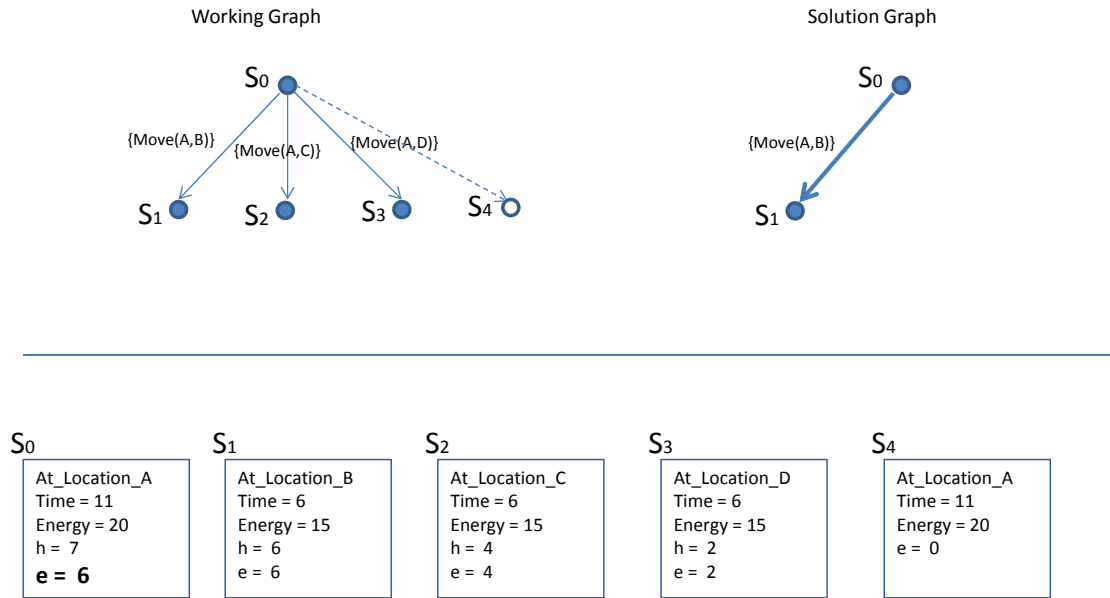 Working Graph
Solution Graph
S0
S0
{Move(A,B)}
{Move(A,C)}
{Move(A,D)}
{Move(A,B)}
S1
S2
S3
S4
S1
S0
At_Location_A
Time = 11
Energy = 20
h = 7
e = 6
S1
At_Location_B
Time = 6
Energy = 15
h = 6
e = 6
S2
At_Location_C
Time = 6
Energy = 15
h = 4
e = 4
S3
At_Location_D
Time = 6
Energy = 15
h = 2
e = 2
S4
At_Location_A
Time = 11
Energy = 20
e = 0